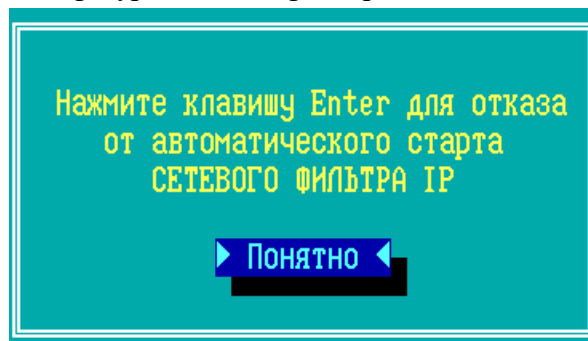 Нажмите клавишу Enter для отказа
от автоматического старта
СЕТЕВОГО ФИЛЬТРА IP
Понятно